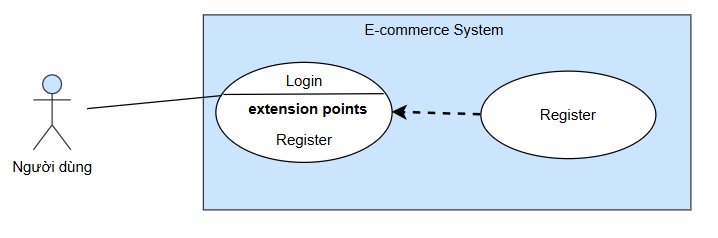 E-commerce System
Login
extension points
Register
Register
Người dùng